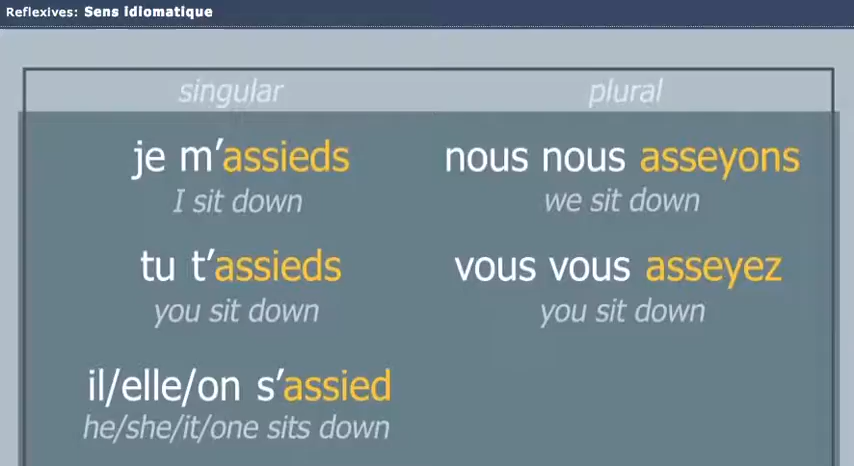 Reflexives: Sens idiomatique
singular plural
je m’assieds nous nous asseyons
I sit down we sit down
tu t’assieds vous vous asseyez
you sit down you sit down
il/elle/on s’assied
he/she/it/one sits down